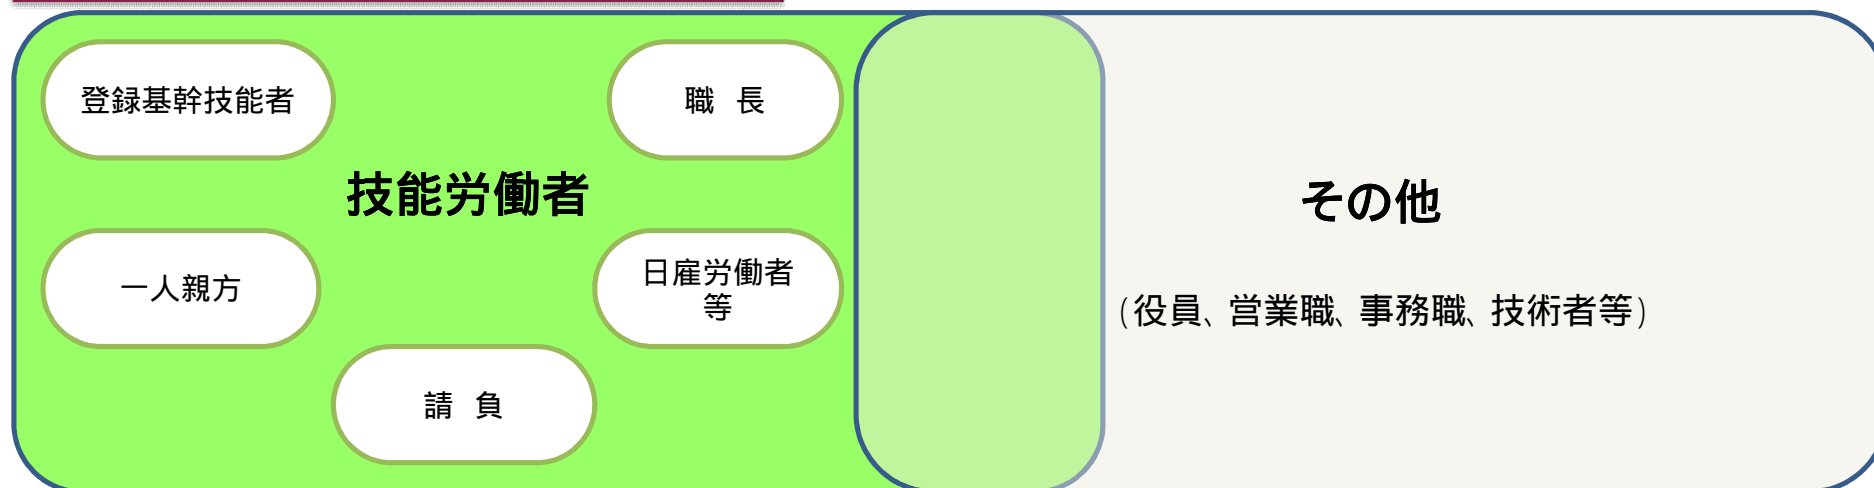 登録基幹技能者
職 長
技能労働者
その他
一人親方
日雇労働者
等
(役員、営業職、事務職、技術者等)
請 負